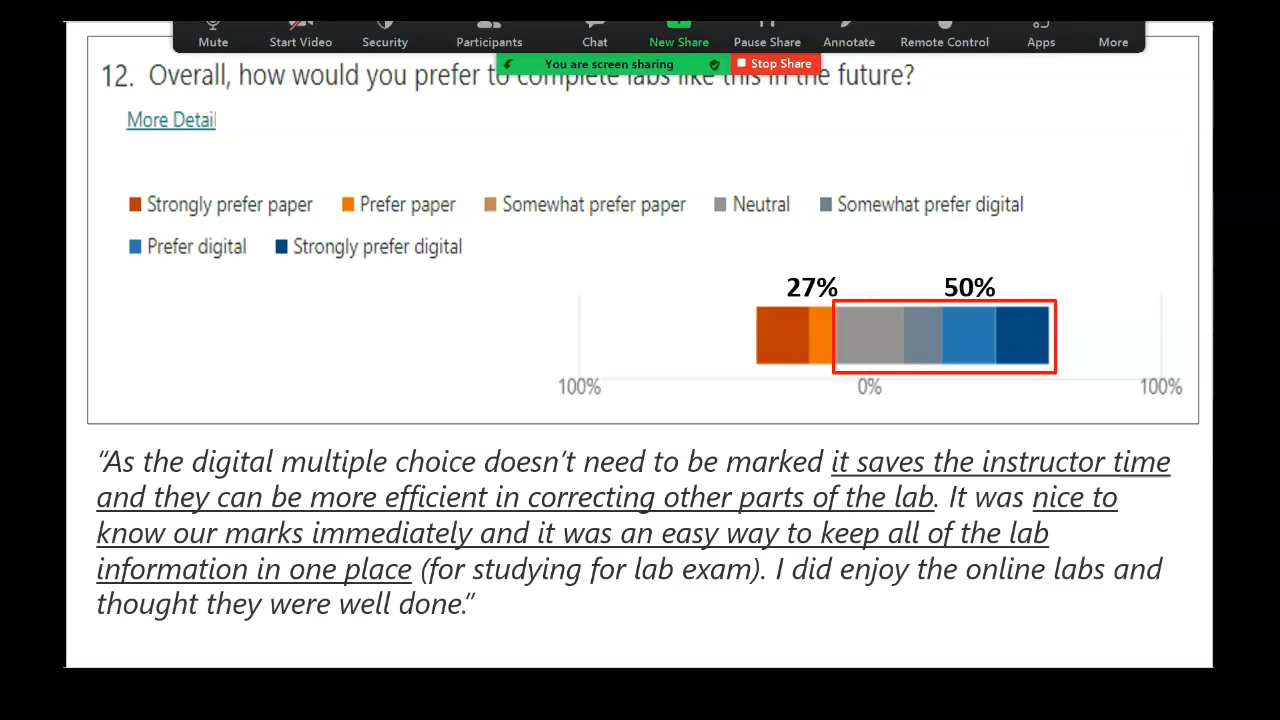 Mute Start Video Security Participants Chat New Share Pause Share Annotate Remote Control Apps More
You are screen sharing Stop Share
12. Overall, how would you prefer to complete labs like this in the future?
More Detail
Strongly prefer paper Prefer paper Somewhat prefer paper Neutral Somewhat prefer digital
Prefer digital Strongly prefer digital
27% 50%
100% 0% 100%
“As the digital multiple choice doesn’t need to be marked it saves the instructor time
and they can be more efficient in correcting other parts of the lab. It was nice to
know our marks immediately and it was an easy way to keep all of the lab
information in one place (for studying for lab exam). I did enjoy the online labs and
thought they were well done.”